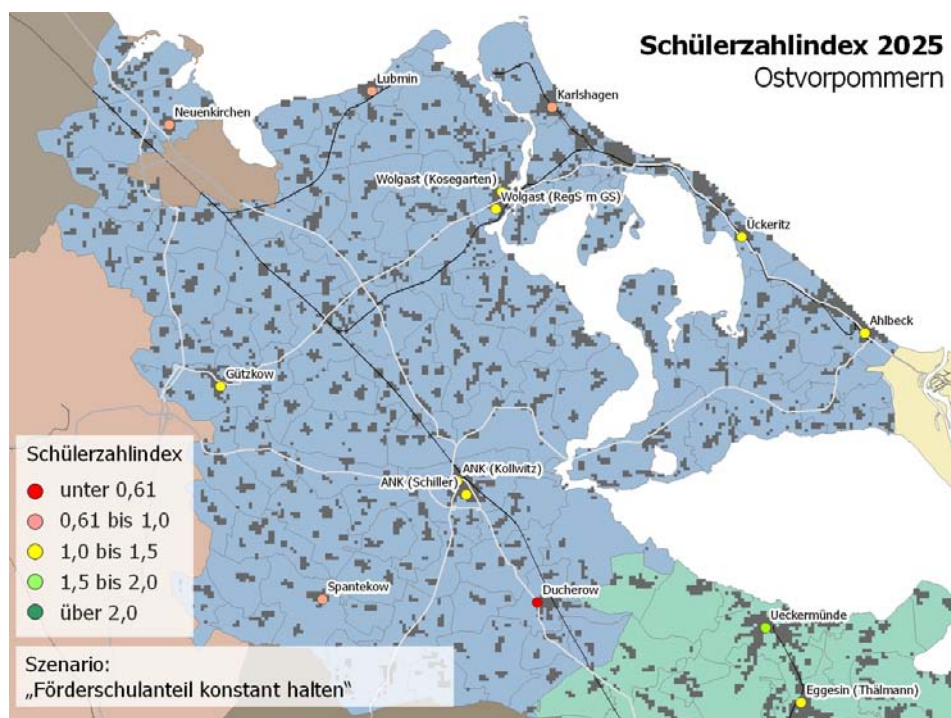 Schülerzahlindex 2025
Ostvorpommern
Lubmin
Karlshagen
Neuenkirchen
Wolgast (Kosegarten)
Wolgast (RegS m GS)
Ückeritz
Ahlbeck
Gützkow
ANK (Kollwitz)
ANK (Schiller)
Spantekow
Ducherow
Ueckermünde
Eggesin (Thälmann)
Schülerzahlindex
unter 0,61
0,61 bis 1,0
1,0 bis 1,5
1,5 bis 2,0
über 2,0
Szenario:
„Förderschulanteil konstant halten“